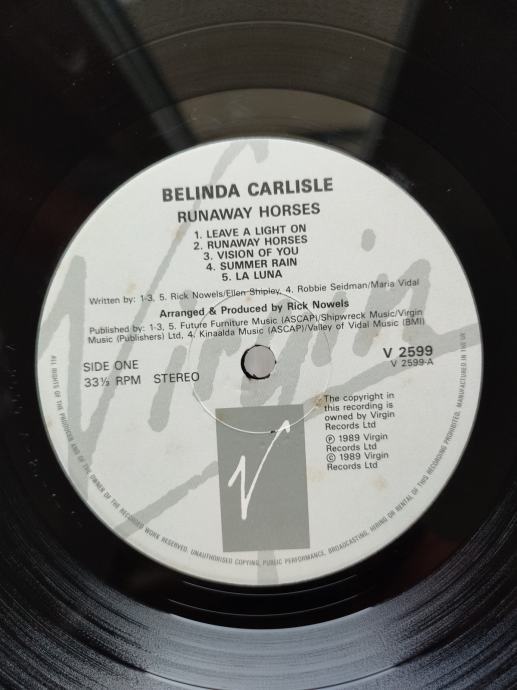 BELINDA CARLISLE
RUNAWAY HORSES
1. LEAVE A LIGHT ON
2. RUNAWAY HORSES
3. VISION OF YOU
4. SUMMER RAIN
5. LA LUNA
Written by: 1-3, 5. Rick Nowels/Ellen Shipley, 4. Robbie Seidman/Maria Vidal
Arranged & Produced by Rick Nowels
Published by: 1-3, 5. Future Furniture Music (ASCAP)/Shipwreck Music/Virgin
Music (Publishers) Ltd, 4. Kinaalda Music (ASCAP)/Valley of Vidal Music (BMI)
SIDE ONE
33⅓ RPM STEREO
V 2599
V 2599-A
The copyright in
this recording is
owned by Virgin
Records Ltd
℗ 1989 Virgin
Records Ltd
© 1989 Virgin
Records Ltd
Virgin
V
ALL RIGHTS OF THE PRODUCER AND OF THE OWNER OF THE RECORDED WORK RESERVED. UNAUTHORISED COPYING, PUBLIC PERFORMANCE, BROADCASTING, HIRING OR RENTAL OF THIS RECORDING PROHIBITED. MANUFACTURED IN THE UK